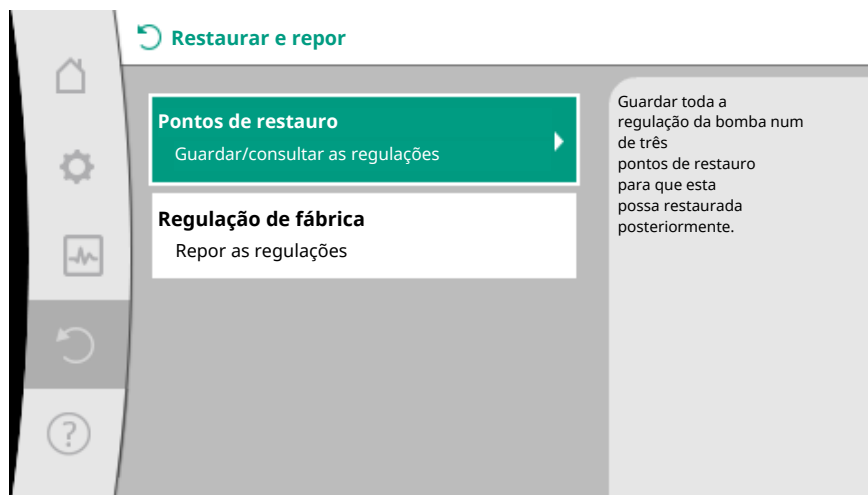 Restaurar e repor
Pontos de restauro
Guardar/consultar as regulações
Regulação de fábrica
Repor as regulações
Guardar toda a
regulação da bomba num
de três
pontos de restauro
para que esta
possa restaurada
posteriormente.
?